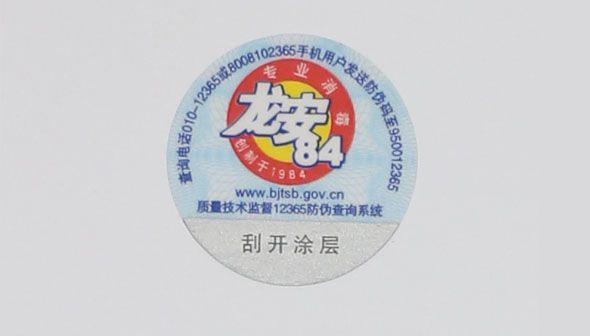 查询电话010-12365或8008102365手机用户发送防伪码至950012365
专业消毒
龙安
84
创制于1984
www.bjtsb.gov.cn
质量技术监督12365防伪查询系统
刮开涂层